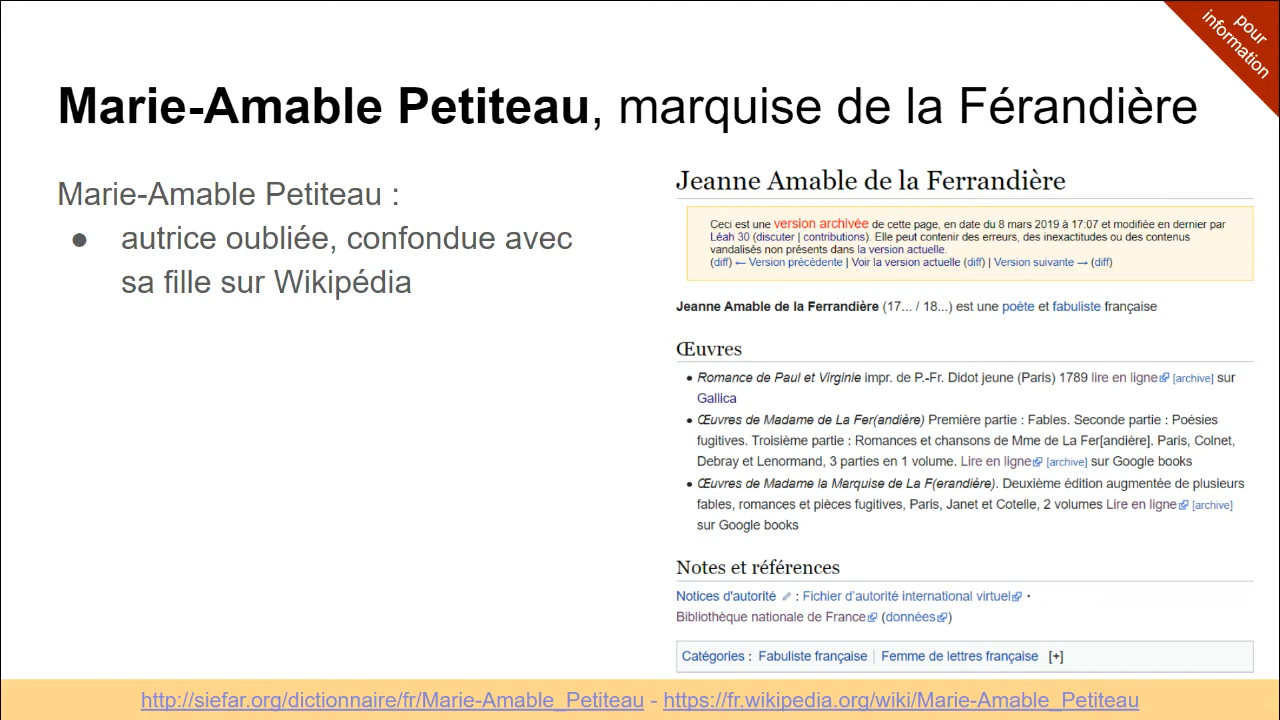 pour
information
Marie-Amable Petiteau, marquise de la Férandière
Marie-Amable Petiteau :
● autrice oubliée, confondue avec
sa fille sur Wikipédia
Jeanne Amable de la Ferrandière
Ceci est une version archivée de cette page, en date du 8 mars 2019 à 17:07 et modifiée en dernier par
Léah 30 (discuter | contributions). Elle peut contenir des erreurs, des inexactitudes ou des contenus
vandalisés non présents dans la version actuelle.
(diff) ← Version précédente | Voir la version actuelle (diff) | Version suivante → (diff)
Jeanne Amable de la Ferrandière (17... / 18...) est une poète et fabuliste française
Œuvres
• Romance de Paul et Virginie impr. de P.-Fr. Didot jeune (Paris) 1789 lire en ligne [archive] sur
Gallica
• Œuvres de Madame de La Fer(andière) Première partie : Fables. Seconde partie : Poésies
fugitives. Troisième partie : Romances et chansons de Mme de La Fer[andière]. Paris, Colnet,
Debray et Lenormand, 3 parties en 1 volume. Lire en ligne [archive] sur Google books
• Œuvres de Madame la Marquise de La F(erandière). Deuxième édition augmentée de plusieurs
fables, romances et pièces fugitives, Paris, Janet et Cotelle, 2 volumes Lire en ligne [archive]
sur Google books
Notes et références
Notices d'autorité : Fichier d'autorité international virtuel •
Bibliothèque nationale de France (données)
Catégories : Fabuliste française | Femme de lettres française [+]
http://siefar.org/dictionnaire/fr/Marie-Amable_Petiteau - https://fr.wikipedia.org/wiki/Marie-Amable_Petiteau